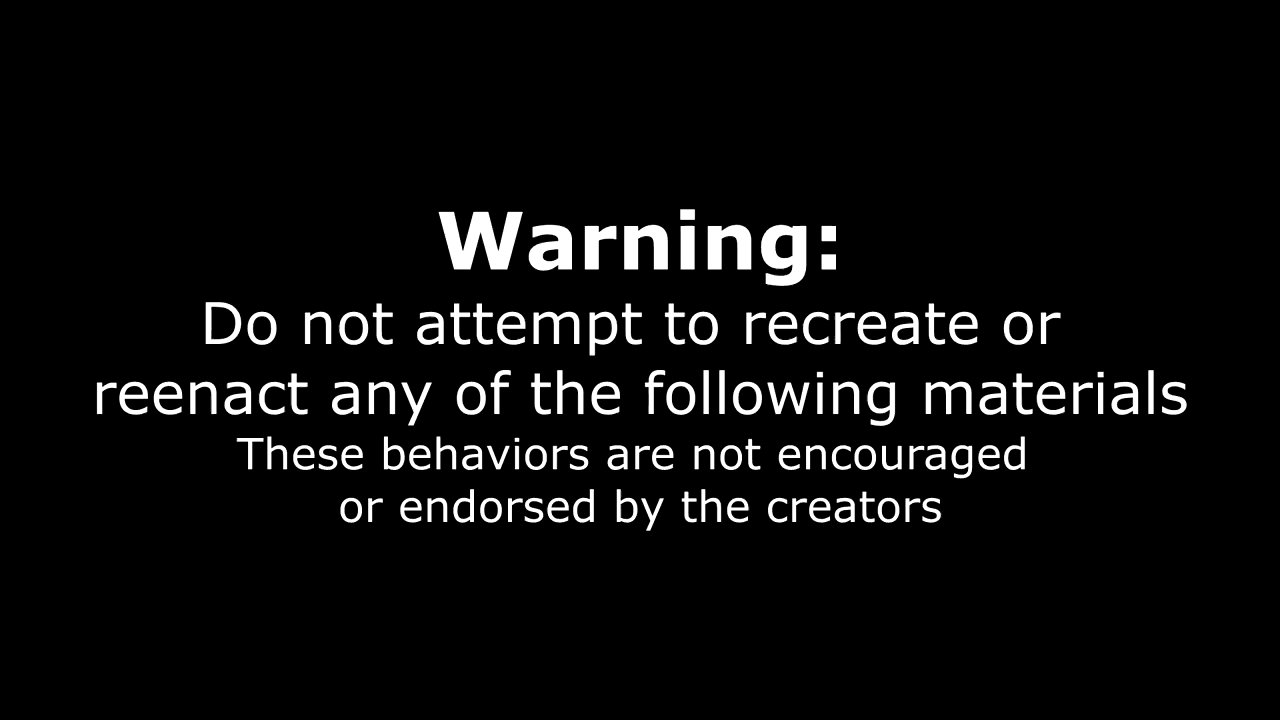 Warning:
Do not attempt to recreate or
reenact any of the following materials
These behaviors are not encouraged
or endorsed by the creators